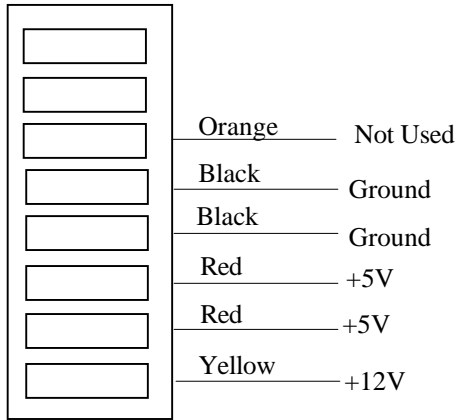 Orange Not Used
Black Ground
Black Ground
Red +5V
Red +5V
Yellow +12V